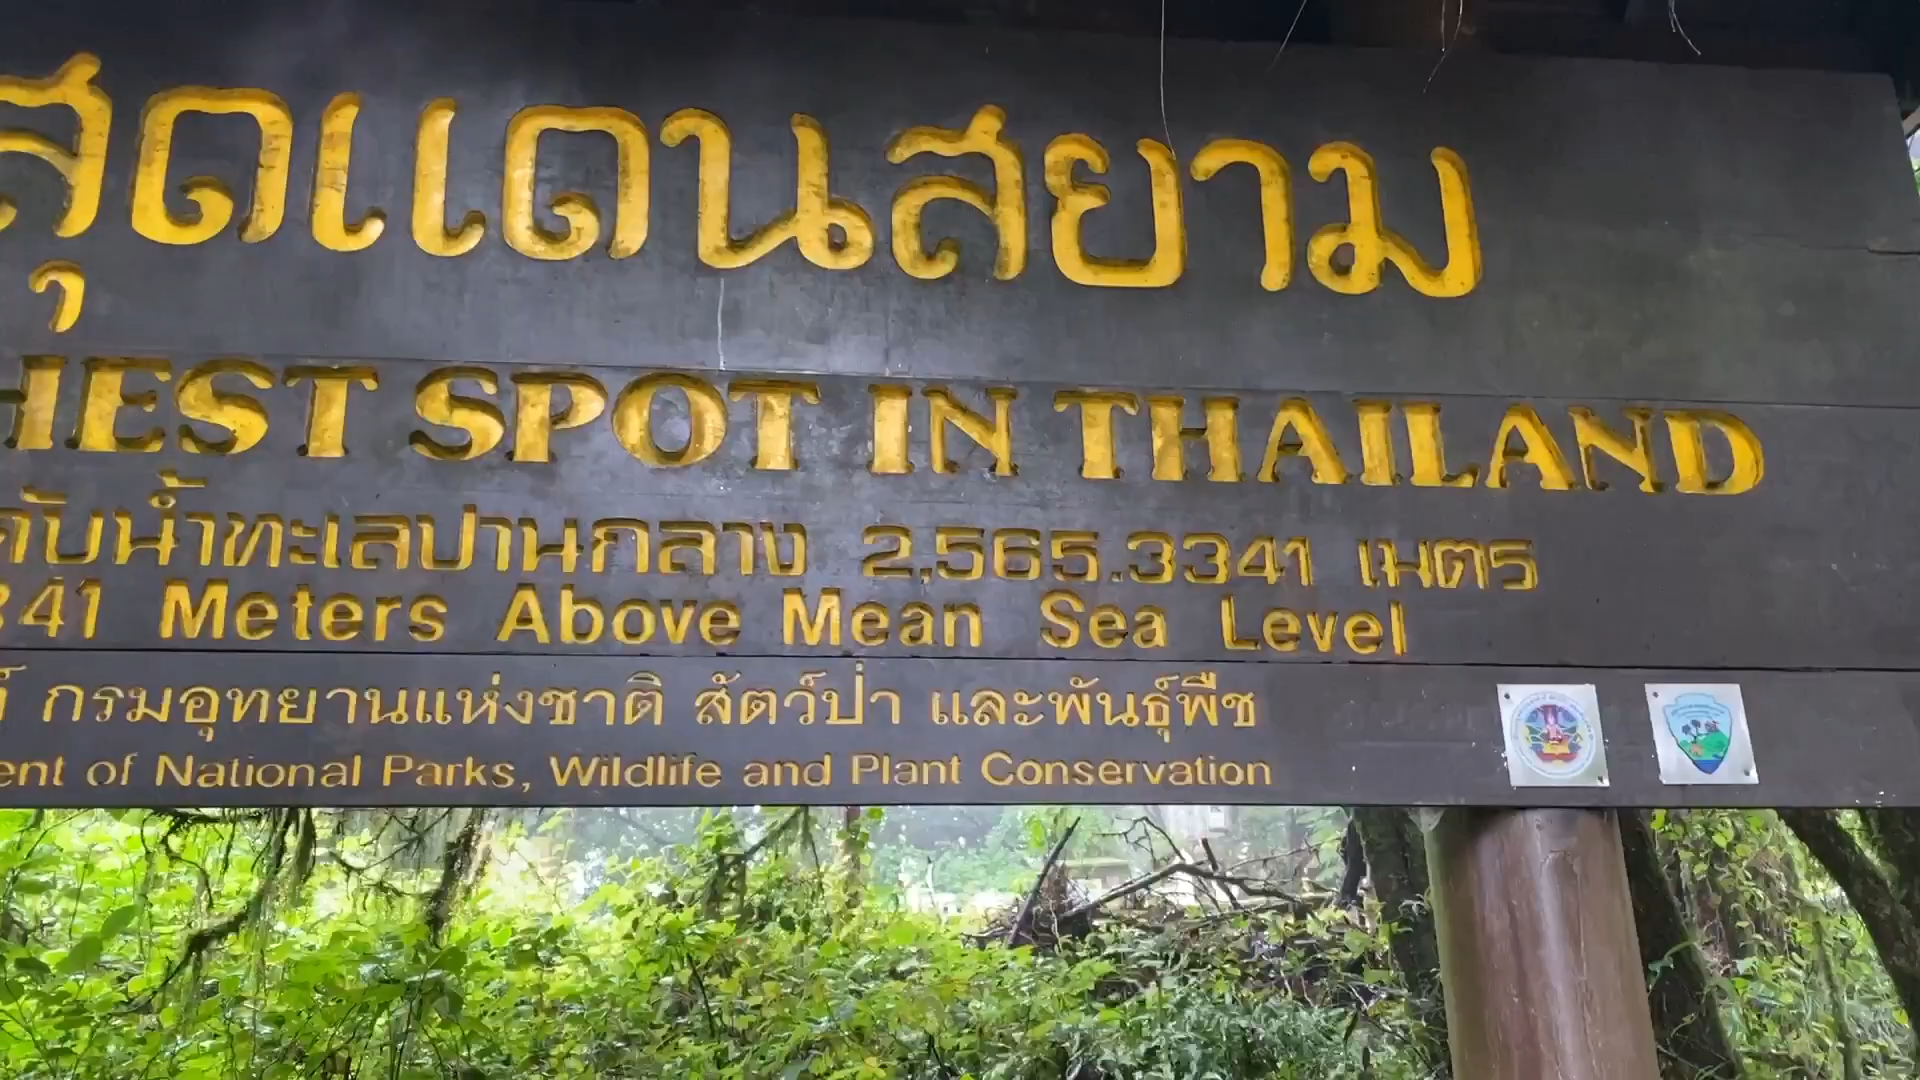 สุดแดนสยาม
HEST SPOT IN THAILAND
ดับน้ำทะเลปานกลาง 2,565.3341 เมตร
341 Meters Above Mean Sea Level
กรมอุทยานแห่งชาติ สัตว์ป่า และพันธุ์พืช
ent of National Parks, Wildlife and Plant Conservation